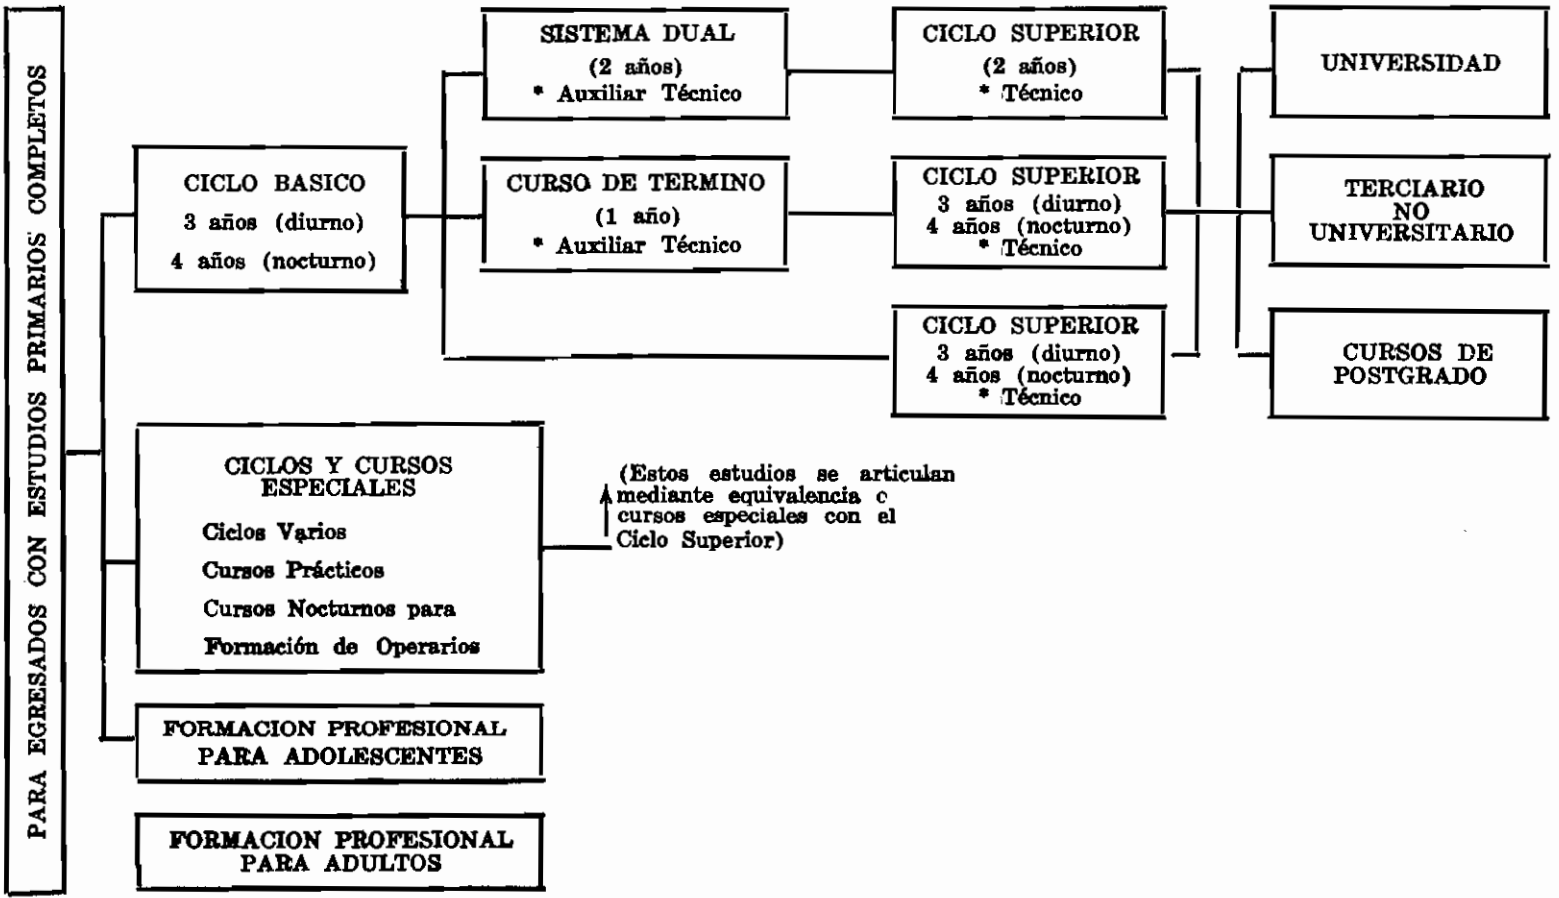 PARA EGRESADOS CON ESTUDIOS PRIMARIOS COMPLETOS
CICLO BASICO
3 años (diurno)
4 años (nocturno)
SISTEMA DUAL
(2 años)
* Auxiliar Técnico
CICLO SUPERIOR
(2 años)
* Técnico
UNIVERSIDAD
CURSO DE TERMINO
(1 año)
* Auxiliar Técnico
CICLO SUPERIOR
3 años (diurno)
4 años (nocturno)
* Técnico
TERCIARIO
NO
UNIVERSITARIO
CICLO SUPERIOR
3 años (diurno)
4 años (nocturno)
* Técnico
CURSOS DE
POSTGRADO
CICLOS Y CURSOS
ESPECIALES
Ciclos Varios
Cursos Prácticos
Cursos Nocturnos para
Formación de Operarios
(Estos estudios se articulan
mediante equivalencia o
cursos especiales con el
Ciclo Superior)
FORMACION PROFESIONAL
PARA ADOLESCENTES
FORMACION PROFESIONAL
PARA ADULTOS